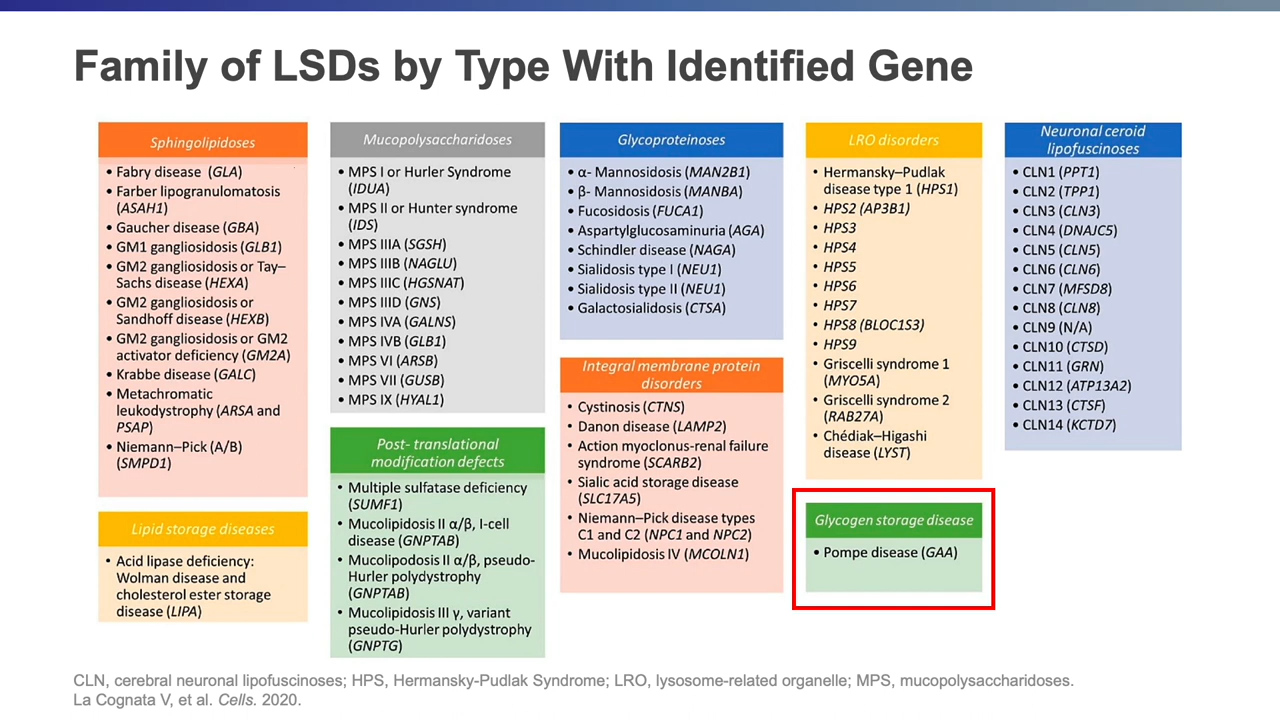 Family of LSDs by Type With Identified Gene
Sphingolipidoses
• Fabry disease (GLA)
• Farber lipogranulomatosis
(ASAH1)
• Gaucher disease (GBA)
• GM1 gangliosidosis (GLB1)
• GM2 gangliosidosis or Tay–
Sachs disease (HEXA)
• GM2 gangliosidosis or
Sandhoff disease (HEXB)
• GM2 gangliosidosis or GM2
activator deficiency (GM2A)
• Krabbe disease (GALC)
• Metachromatic
leukodystrophy (ARSA and
PSAP)
• Niemann–Pick (A/B)
(SMPD1)
Lipid storage diseases
• Acid lipase deficiency:
Wolman disease and
cholesterol ester storage
disease (LIPA)
Mucopolysaccharidoses
• MPS I or Hurler Syndrome
(IDUA)
• MPS II or Hunter syndrome
(IDS)
• MPS IIIA (SGSH)
• MPS IIIB (NAGLU)
• MPS IIIC (HGSNAT)
• MPS IIID (GNS)
• MPS IVA (GALNS)
• MPS IVB (GLB1)
• MPS VI (ARSB)
• MPS VII (GUSB)
• MPS IX (HYAL1)
Post- translational
modification defects
• Multiple sulfatase deficiency
(SUMF1)
• Mucolipidosis II α/β, I-cell
disease (GNPTAB)
• Mucolipodosis II α/β, pseudo-
Hurler polydystrophy
(GNPTAB)
• Mucolipidosis III γ, variant
pseudo-Hurler polydystrophy
(GNPTG)
Glycoproteinoses
• α- Mannosidosis (MAN2B1)
• β- Mannosidosis (MANBA)
• Fucosidosis (FUCA1)
• Aspartylglucosaminuria (AGA)
• Schindler disease (NAGA)
• Sialidosis type I (NEU1)
• Sialidosis type II (NEU1)
• Galactosialidosis (CTSA)
Integral membrane protein
disorders
• Cystinosis (CTNS)
• Danon disease (LAMP2)
• Action myoclonus-renal failure
syndrome (SCARB2)
• Sialic acid storage disease
(SLC17A5)
• Niemann–Pick disease types
C1 and C2 (NPC1 and NPC2)
• Mucolipidosis IV (MCOLN1)
LRO disorders
• Hermansky–Pudlak
disease type 1 (HPS1)
• HPS2 (AP3B1)
• HPS3
• HPS4
• HPS5
• HPS6
• HPS7
• HPS8 (BLOC1S3)
• HPS9
• Griscelli syndrome 1
(MYO5A)
• Griscelli syndrome 2
(RAB27A)
• Chédiak–Higashi
disease (LYST)
Glycogen storage disease
• Pompe disease (GAA)
Neuronal ceroid
lipofuscinoses
• CLN1 (PPT1)
• CLN2 (TPP1)
• CLN3 (CLN3)
• CLN4 (DNAJC5)
• CLN5 (CLN5)
• CLN6 (CLN6)
• CLN7 (MFSD8)
• CLN8 (CLN8)
• CLN9 (N/A)
• CLN10 (CTSD)
• CLN11 (GRN)
• CLN12 (ATP13A2)
• CLN13 (CTSF)
• CLN14 (KCTD7)
CLN, cerebral neuronal lipofuscinoses; HPS, Hermansky-Pudlak Syndrome; LRO, lysosome-related organelle; MPS, mucopolysaccharidoses.
La Cognata V, et al. Cells. 2020.